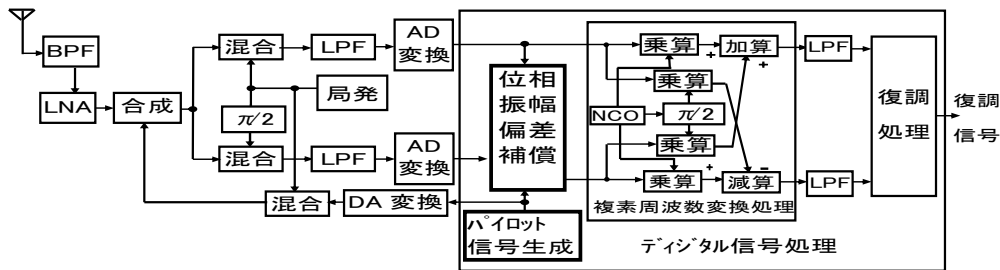 BPF
LNA
合成
混合
LPF
AD
変換
局発
π/2
混合
LPF
AD
変換
混合
DA 変換
位相
振幅
偏差
補償
パイロット
信号生成
乗算
+
加算
+
乗算
NCO
π/2
乗算
乗算
+
−
減算
複素周波数変換処理
LPF
LPF
復調
処理
ディジタル信号処理
復調
信号